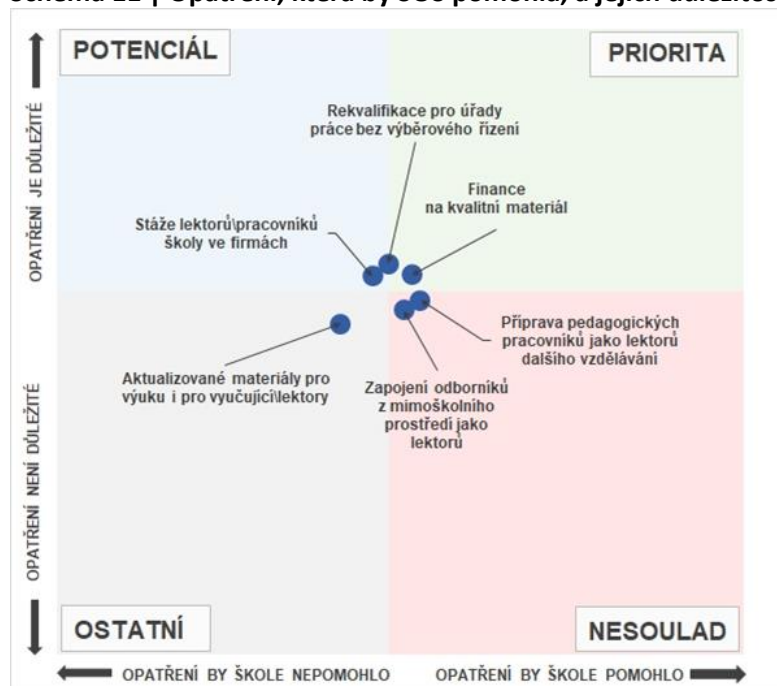 POTENCIÁL
PRIORITA
Rekvalifikace pro úřady
práce bez výběrového řízení
Finance
na kvalitní materiál
Stáže lektorů\pracovníků
školy ve firmách
Příprava pedagogických
pracovníků jako lektorů
dalšího vzdělávání
Aktualizované materiály pro
výuku i pro vyučující\lektory
Zapojení odborníků
z mimoškolního
prostředí jako
lektorů
OPATŘENÍ JE DŮLEŽITÉ
OPATŘENÍ NENÍ DŮLEŽITÉ
OSTATNÍ
NESOULAD
OPATŘENÍ BY ŠKOLE NEPOMOHLO
OPATŘENÍ BY ŠKOLE POMOHLO